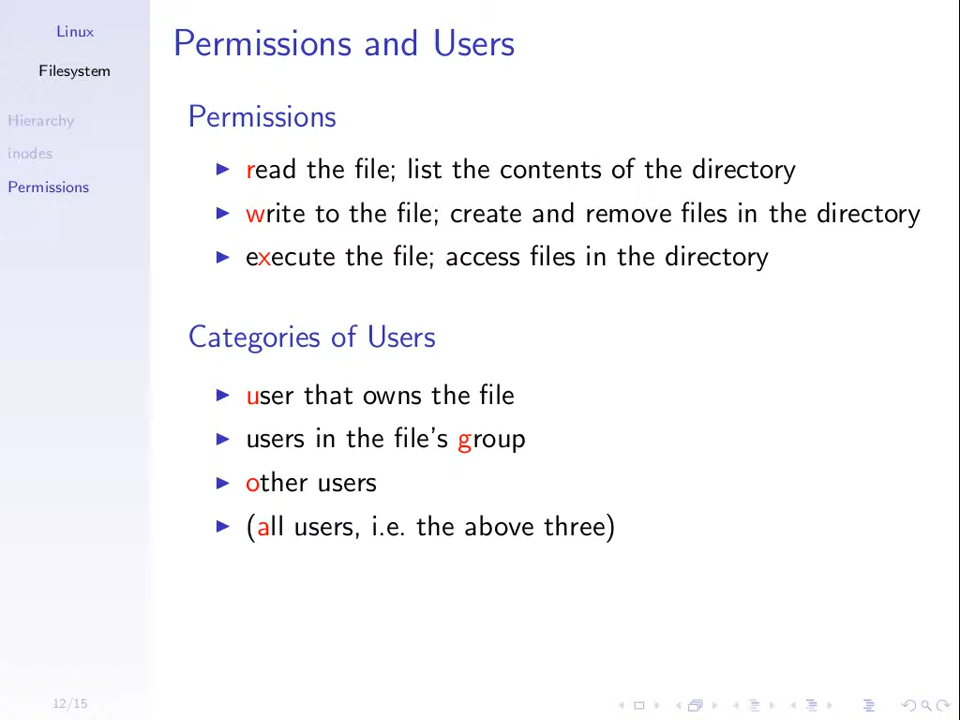 Linux
Filesystem
Hierarchy
inodes
Permissions
Permissions and Users
Permissions
read the file; list the contents of the directory
write to the file; create and remove files in the directory
execute the file; access files in the directory
Categories of Users
user that owns the file
users in the file's group
other users
(all users, i.e. the above three)
12/15